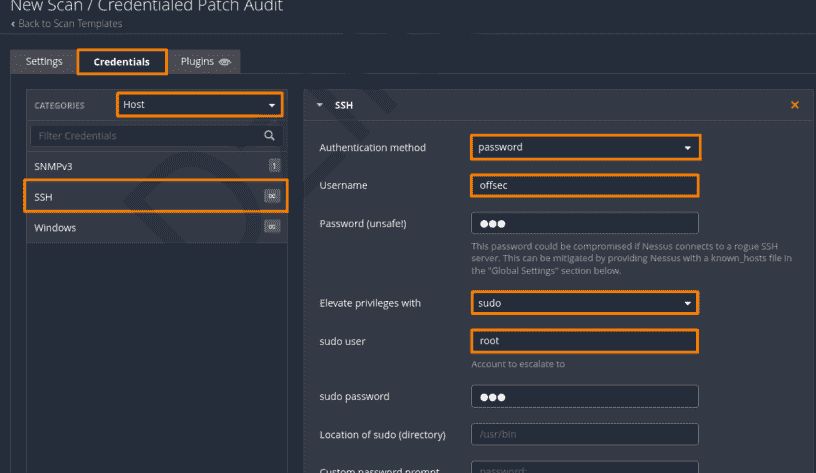 New Scan / Credentialed Patch Audit
‹ Back to Scan Templates
Settings Credentials Plugins
CATEGORIES Host
Filter Credentials
SNMPv3 1
SSH ∞
Windows ∞
SSH ×
Authentication method password
Username offsec
Password (unsafe!) ●●●
This password could be compromised if Nessus connects to a rogue SSH
server. This can be mitigated by providing Nessus with a known_hosts file in
the "Global Settings" section below.
Elevate privileges with sudo
sudo user root
Account to escalate to
sudo password ●●●
Location of sudo (directory) /usr/bin
Custom password prompt password: